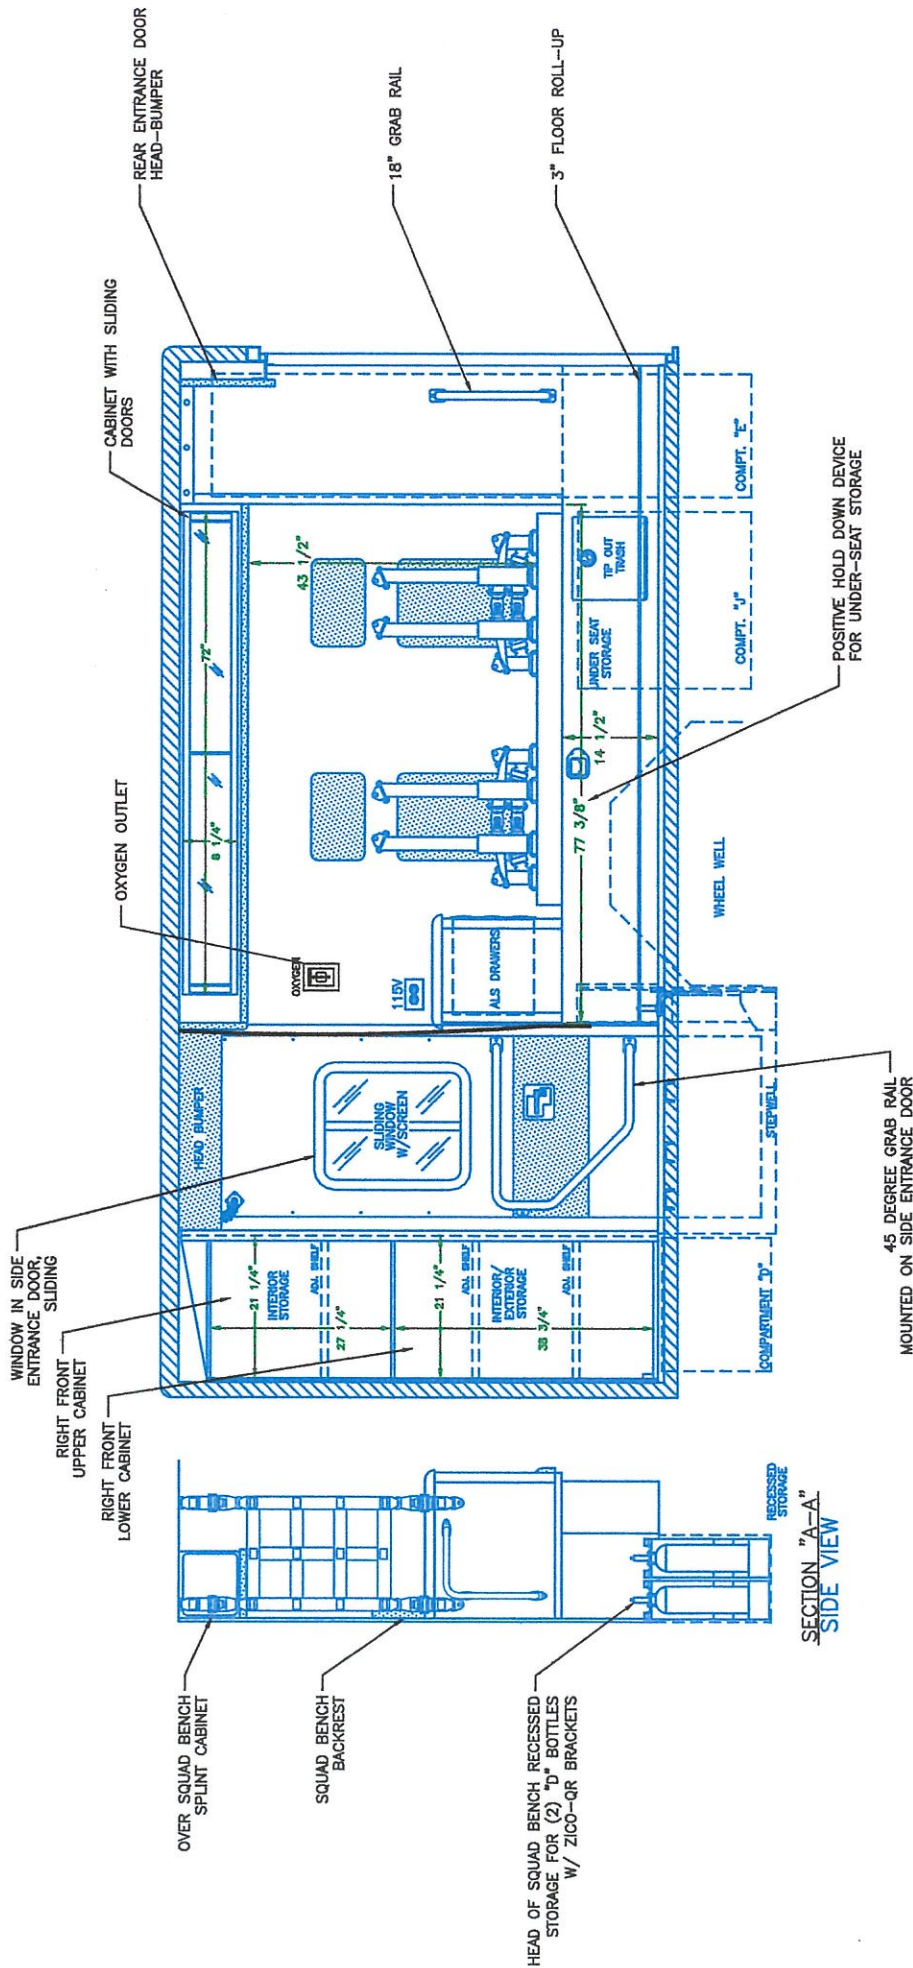 REAR ENTRANCE DOOR
HEAD-BUMPER
CABINET WITH SLIDING
DOORS
18" GRAB RAIL
3" FLOOR ROLL-UP
OXYGEN OUTLET
POSITIVE HOLD DOWN DEVICE
FOR UNDER-SEAT STORAGE
WINDOW IN SIDE
ENTRANCE DOOR,
SLIDING
RIGHT FRONT
UPPER CABINET
RIGHT FRONT
LOWER CABINET
45 DEGREE GRAB RAIL
MOUNTED ON SIDE ENTRANCE DOOR
72"
8 1/4"
43 1/2"
OXYGEN
115V
ALS DRAWERS
UNDER SEAT
STORAGE
TIP OUT
TRASH
14 1/2"
77 3/8"
COMPT. "E"
COMPT. "J"
WHEEL WELL
STEPWELL
HEAD BUMPER
SLIDING
WINDOW
W/SCREEN
21 1/4"
INTERIOR
STORAGE
ADJ. SHELF
27 1/4"
21 1/4"
ADJ. SHELF
INTERIOR/
EXTERIOR
STORAGE
38 3/4"
ADJ. SHELF
COMPARTMENT "D"
OVER SQUAD BENCH
SPLINT CABINET
SQUAD BENCH
BACKREST
HEAD OF SQUAD BENCH RECESSED
STORAGE FOR (2) "D" BOTTLES
W/ ZICO-QR BRACKETS
RECESSED
STORAGE
SECTION "A-A"
SIDE VIEW